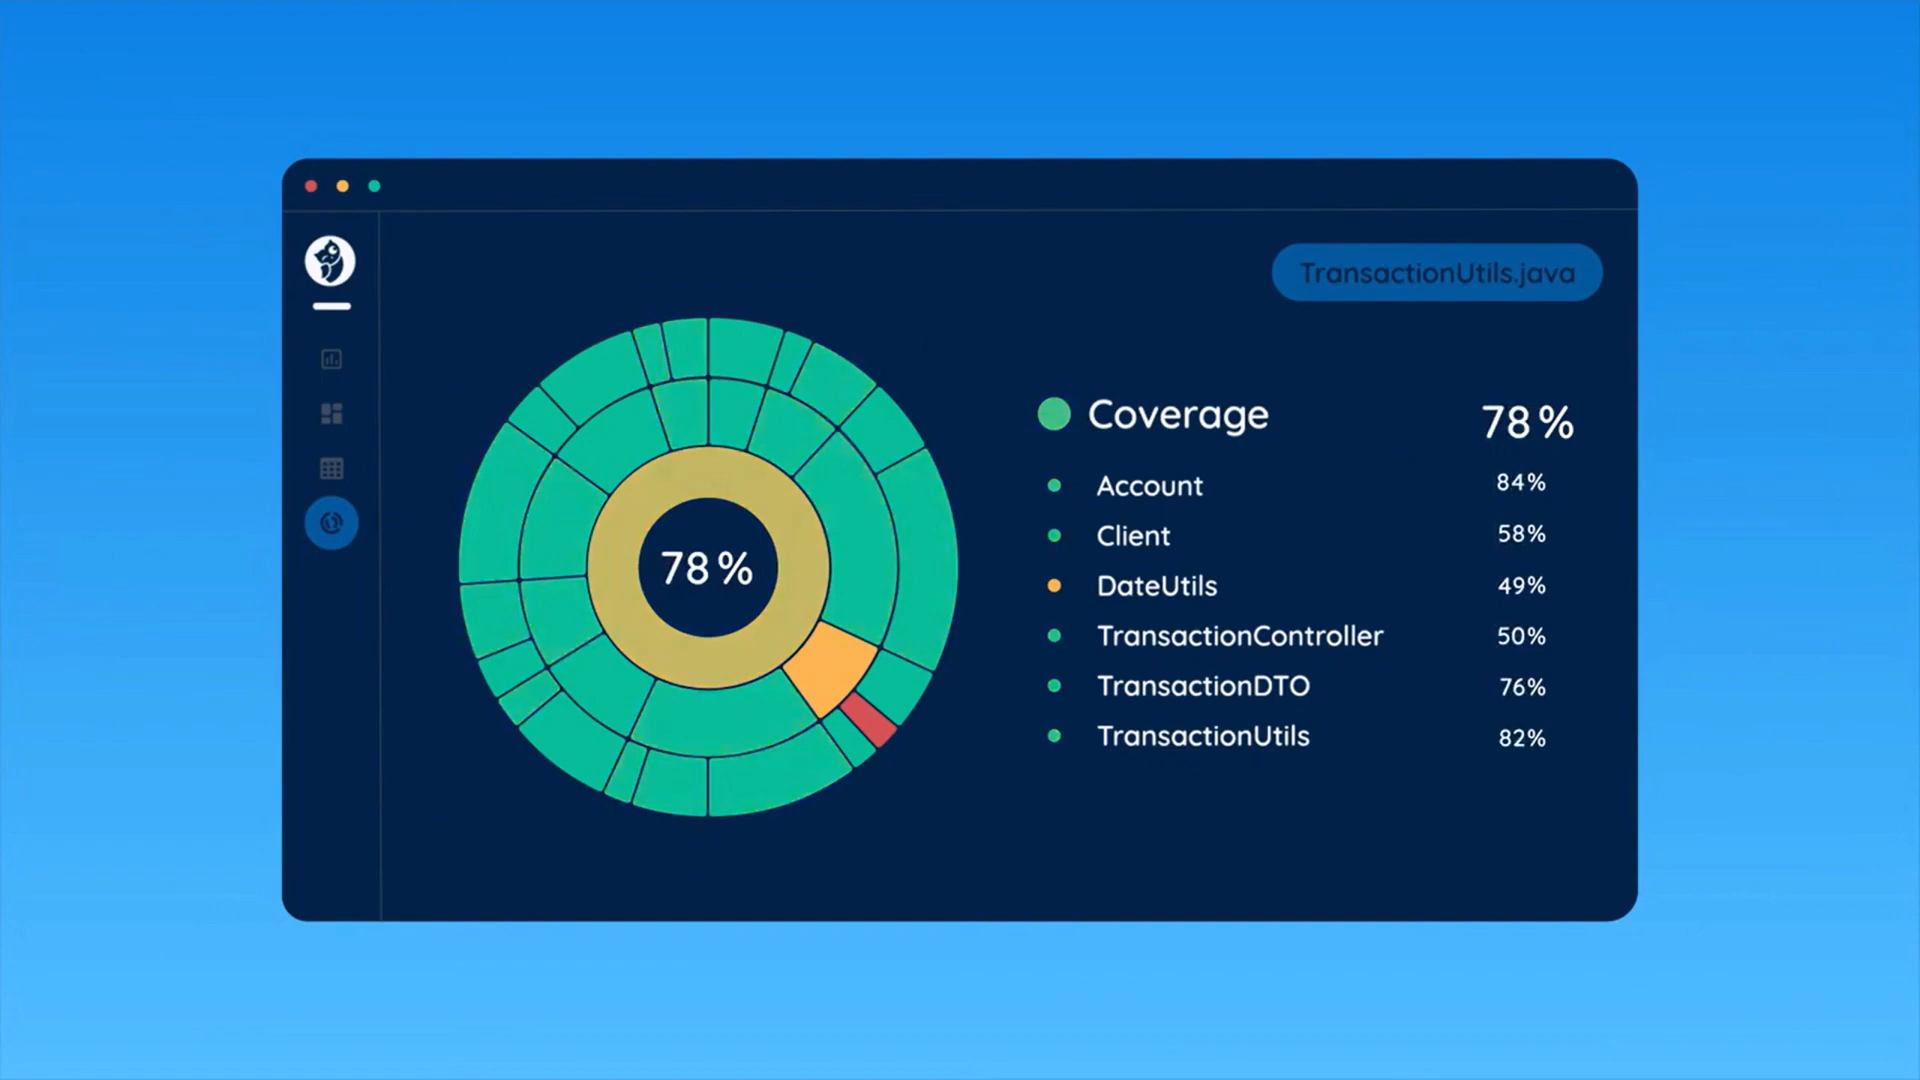 TransactionUtils.java
78%
Coverage 78%
Account 84%
Client 58%
DateUtils 49%
TransactionController 50%
TransactionDTO 76%
TransactionUtils 82%